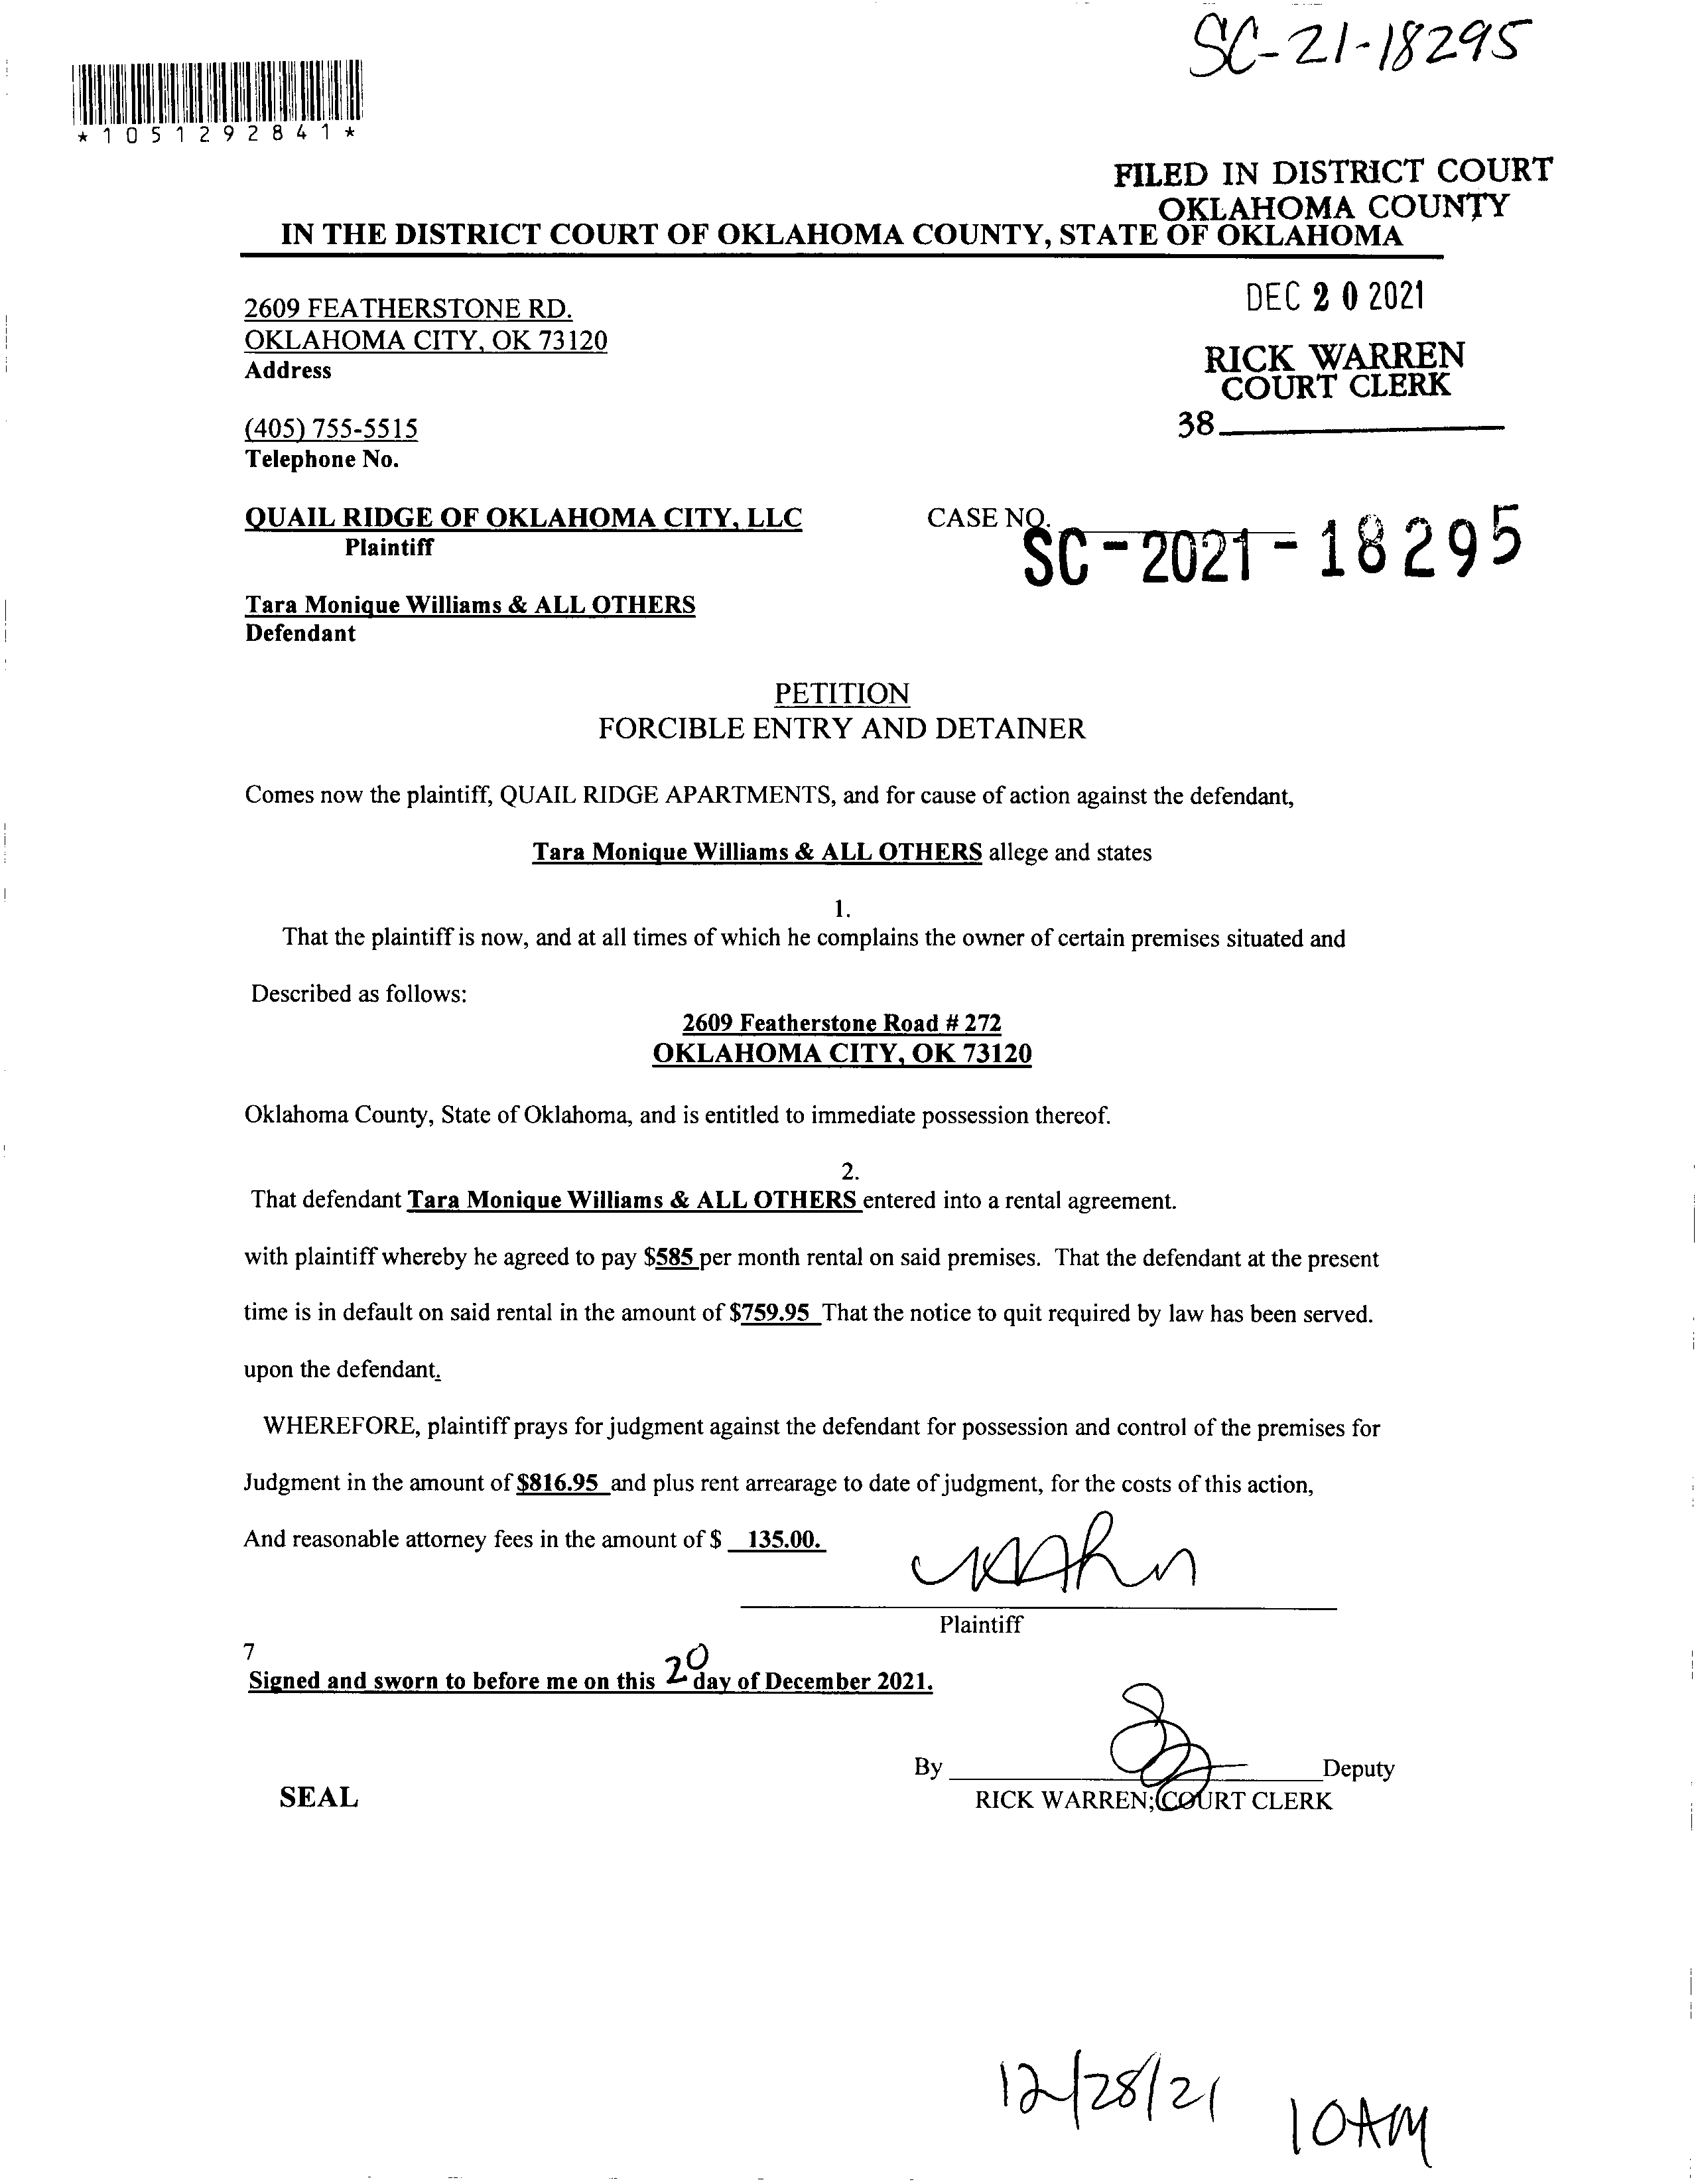 SC-21-18295
*1051292841*
FILED IN DISTRICT COURT
OKLAHOMA COUNTY
IN THE DISTRICT COURT OF OKLAHOMA COUNTY, STATE OF OKLAHOMA
2609 FEATHERSTONE RD.
OKLAHOMA CITY, OK 73120
Address
DEC 20 2021
RICK WARREN
COURT CLERK
38
(405) 755-5515
Telephone No.
QUAIL RIDGE OF OKLAHOMA CITY, LLC
Plaintiff
CASE NO.
SC-2021-18295
Tara Monique Williams & ALL OTHERS
Defendant
PETITION
FORCIBLE ENTRY AND DETAINER
Comes now the plaintiff, QUAIL RIDGE APARTMENTS, and for cause of action against the defendant,
Tara Monique Williams & ALL OTHERS allege and states
1.
That the plaintiff is now, and at all times of which he complains the owner of certain premises situated and
Described as follows:
2609 Featherstone Road # 272
OKLAHOMA CITY, OK 73120
Oklahoma County, State of Oklahoma, and is entitled to immediate possession thereof.
2.
That defendant Tara Monique Williams & ALL OTHERS entered into a rental agreement.
with plaintiff whereby he agreed to pay $585 per month rental on said premises. That the defendant at the present
time is in default on said rental in the amount of $759.95 That the notice to quit required by law has been served.
upon the defendant.
WHEREFORE, plaintiff prays for judgment against the defendant for possession and control of the premises for
Judgment in the amount of $816.95 and plus rent arrearage to date of judgment, for the costs of this action,
And reasonable attorney fees in the amount of $ 135.00.
Plaintiff
7
Signed and sworn to before me on this 20 day of December 2021.
By Deputy
RICK WARREN; COURT CLERK
SEAL
12/28/21 10AM